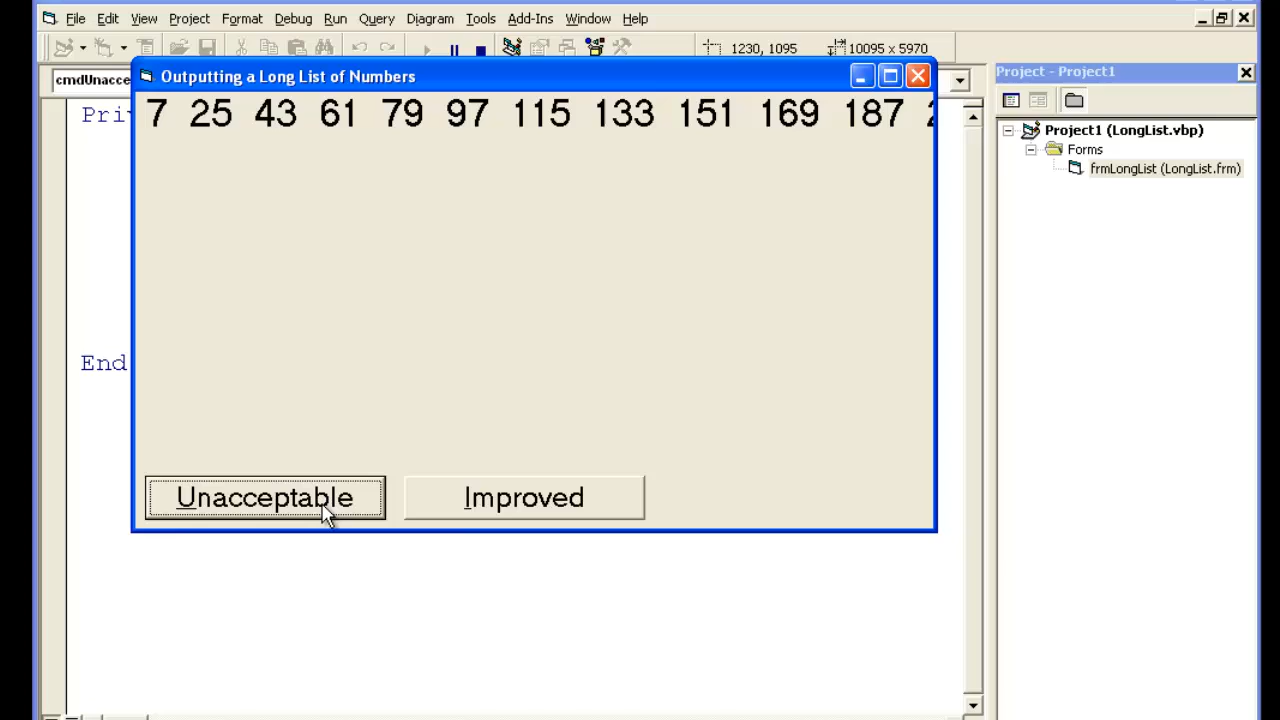 File Edit View Project Format Debug Run Query Diagram Tools Add-Ins Window Help
1230, 1095 10095 x 5970
cmdUnacce
Outputting a Long List of Numbers
Project - Project1
Priv
7 25 43 61 79 97 115 133 151 169 187
Project1 (LongList.vbp)
Forms
frmLongList (LongList.frm)
End
Unacceptable Improved